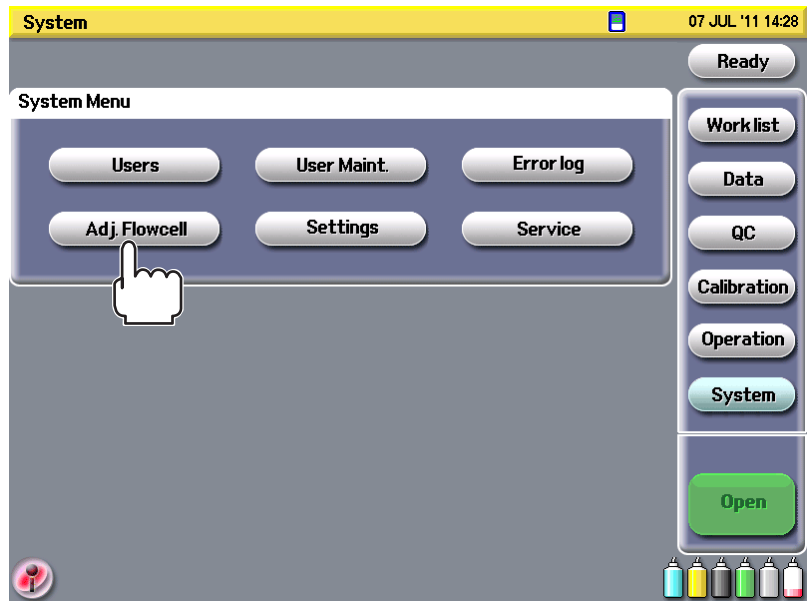 System
07 JUL '11 14:28
Ready
System Menu
Users
User Maint.
Error log
Adj. Flowcell
Settings
Service
Work list
Data
QC
Calibration
Operation
System
Open